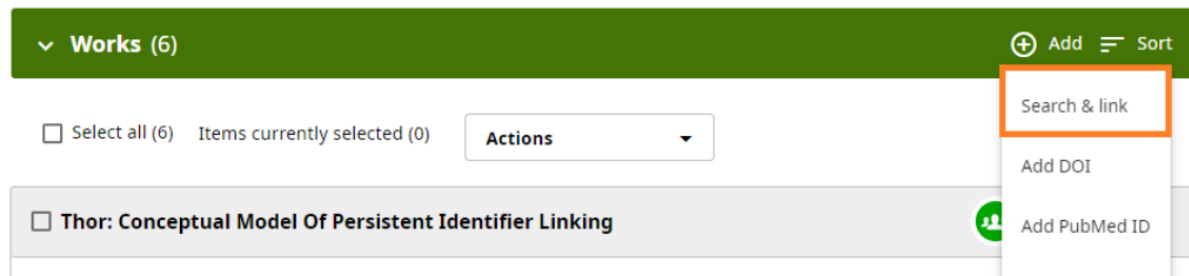 Works (6)
Add
Sort
Search & link
Select all (6)
Items currently selected (0)
Actions
Add DOI
Thor: Conceptual Model Of Persistent Identifier Linking
Add PubMed ID